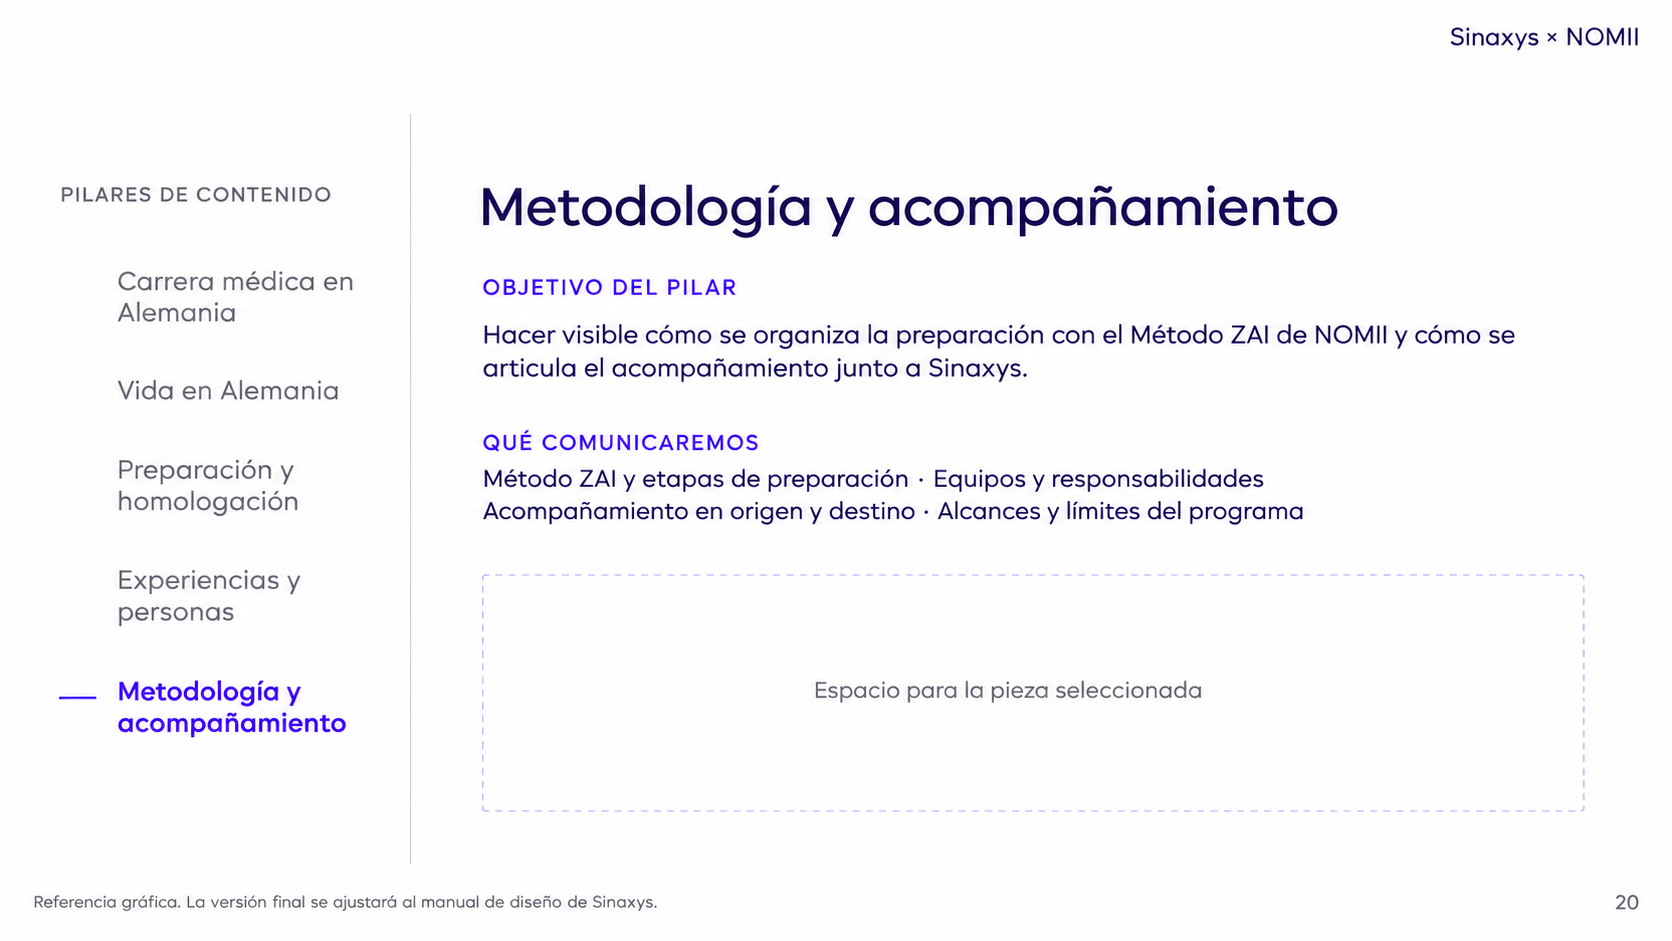 Sinaxys × NOMII
PILARES DE CONTENIDO
Carrera médica en
Alemania
Vida en Alemania
Preparación y
homologación
Experiencias y
personas
Metodología y
acompañamiento
Metodología y acompañamiento
OBJETIVO DEL PILAR
Hacer visible cómo se organiza la preparación con el Método ZAI de NOMII y cómo se
articula el acompañamiento junto a Sinaxys.
QUÉ COMUNICAREMOS
Método ZAI y etapas de preparación · Equipos y responsabilidades
Acompañamiento en origen y destino · Alcances y límites del programa
Espacio para la pieza seleccionada
Referencia gráfica. La versión final se ajustará al manual de diseño de Sinaxys.
20